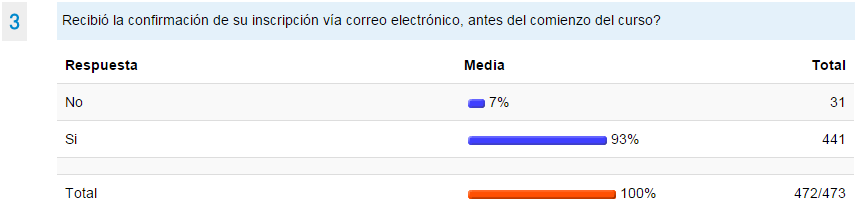 3 Recibió la confirmación de su inscripción vía correo electrónico, antes del comienzo del curso?
Respuesta Media Total
No 7% 31
Si 93% 441
Total 100% 472/473